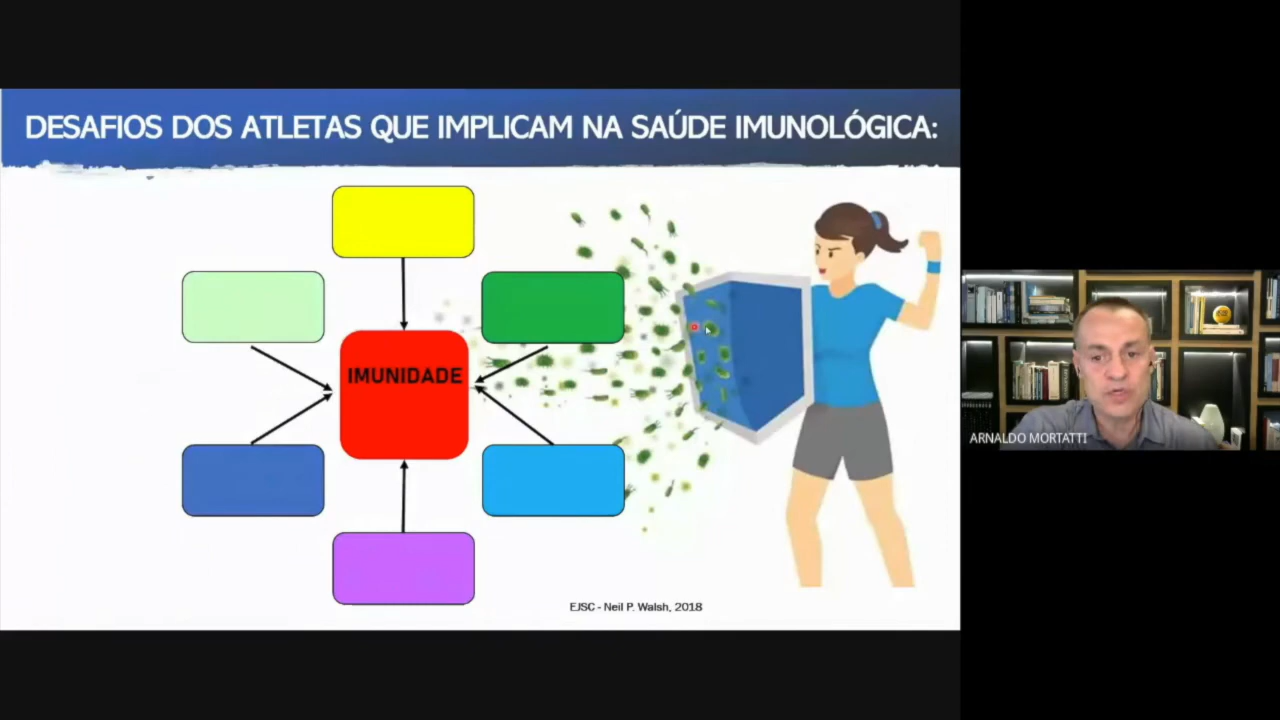 DESAFIOS DOS ATLETAS QUE IMPLICAM NA SAÚDE IMUNOLÓGICA:
IMUNIDADE
ARNALDO MORTATTI
EJSC - Neil P. Walsh, 2018